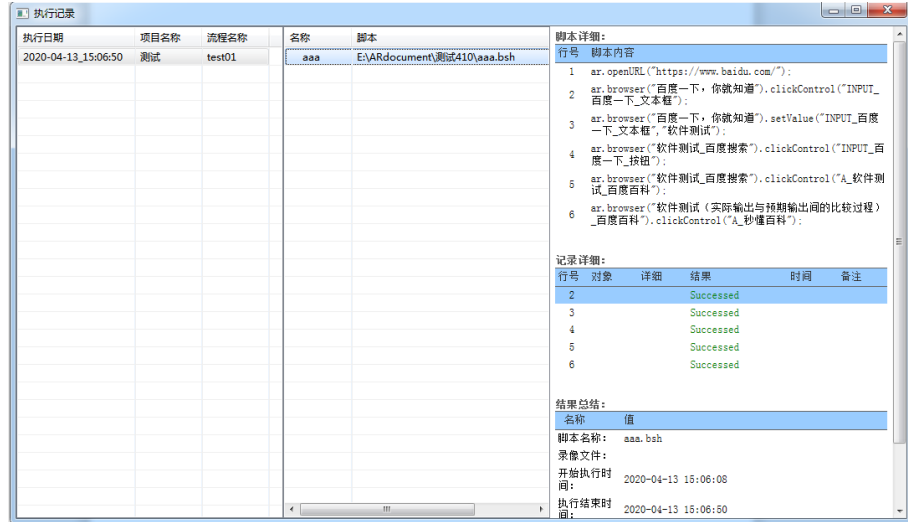 执行记录
执行日期 项目名称 流程名称
2020-04-13_15:06:50 测试 test01
名称 脚本
aaa E:\ARdocument\测试410\aaa.bsh
脚本详细:
行号 脚本内容
1 ar.openURL("https://www.baidu.com/");
2 ar.browser("百度一下，你就知道").clickControl("INPUT_
百度一下_文本框");
3 ar.browser("百度一下，你就知道").setValue("INPUT_百度
一下_文本框","软件测试");
4 ar.browser("软件测试_百度搜索").clickControl("INPUT_百
度一下_按钮");
5 ar.browser("软件测试_百度搜索").clickControl("A_软件测
试_百度百科");
6 ar.browser("软件测试（实际输出与预期输出间的比较过程）
_百度百科").clickControl("A_秒懂百科");
记录详细:
行号 对象 详细 结果 时间 备注
2 Successed
3 Successed
4 Successed
5 Successed
6 Successed
结果总结:
名称 值
脚本名称: aaa.bsh
录像文件:
开始执行时
间: 2020-04-13 15:06:08
执行结束时
间: 2020-04-13 15:06:50